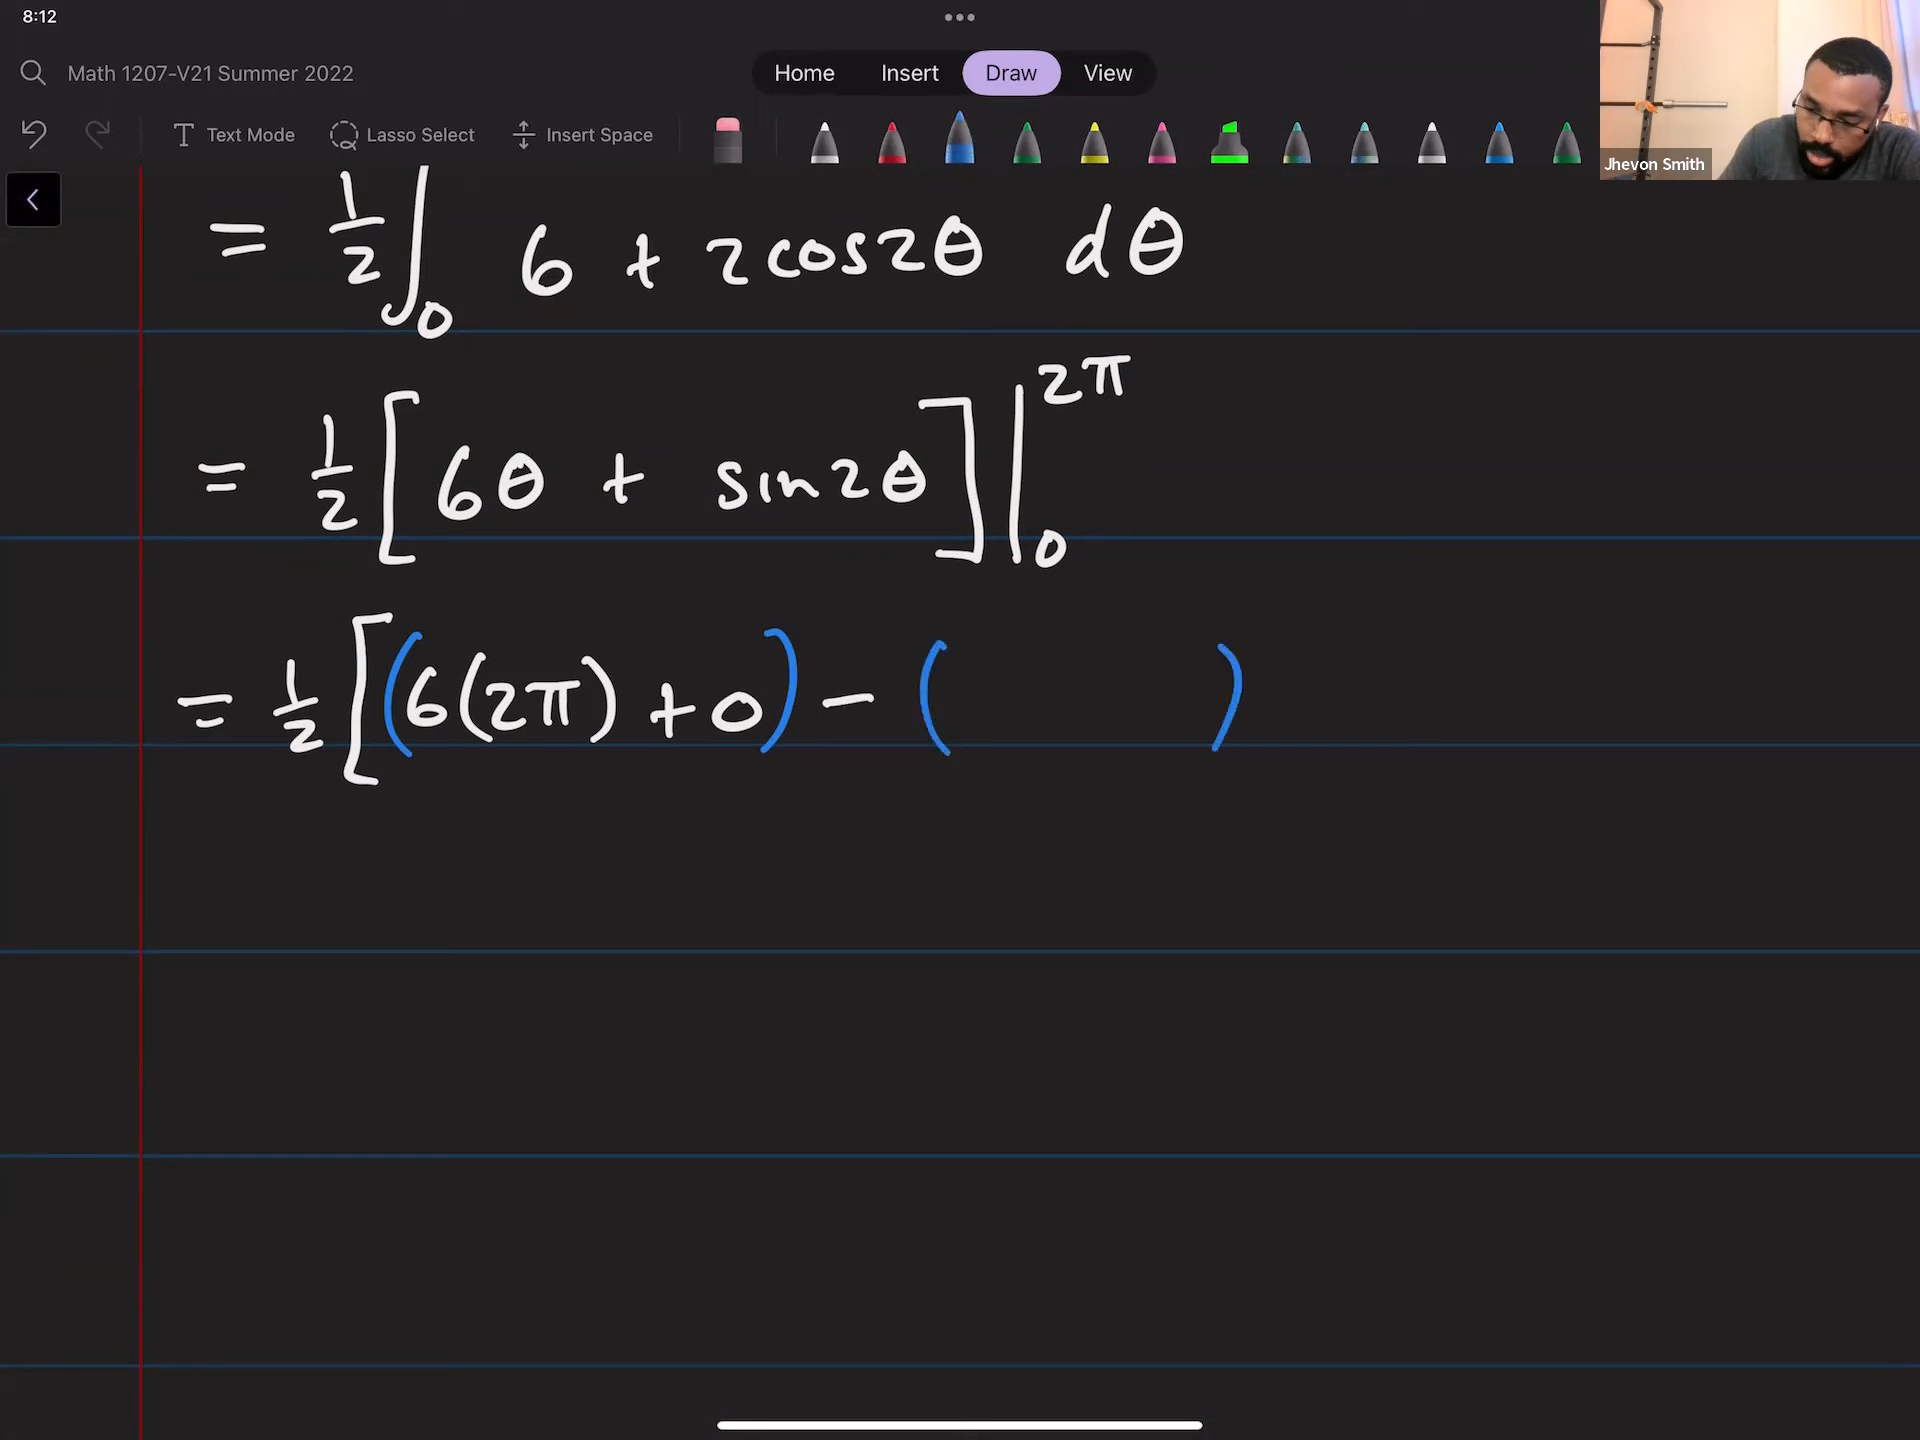 8:12
Math 1207-V21 Summer 2022
Home Insert Draw View
Text Mode Lasso Select Insert Space
Jhevon Smith
= 1/2 ∫₀ 6 + 2cos2θ dθ
= 1/2 [6θ + sin2θ] |₀^2π
= 1/2 [(6(2π) + 0) - ( )